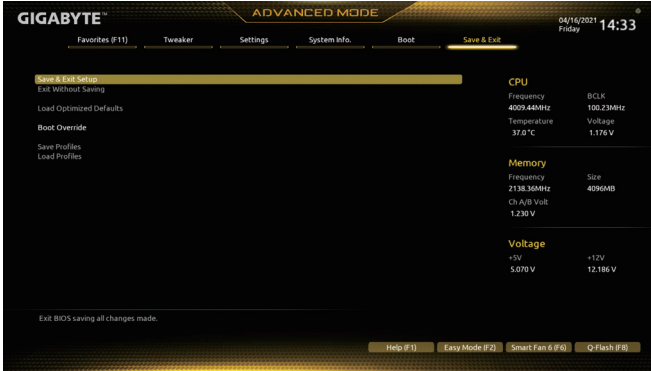 GIGABYTE™
ADVANCED MODE
04/16/2021
Friday
14:33
Favorites (F11) Tweaker Settings System Info. Boot Save & Exit
Save & Exit Setup
Exit Without Saving
Load Optimized Defaults
Boot Override
Save Profiles
Load Profiles
CPU
Frequency BCLK
4009.44MHz 100.23MHz
Temperature Voltage
37.0 °C 1.176 V
Memory
Frequency Size
2138.36MHz 4096MB
Ch A/B Volt
1.230 V
Voltage
+5V +12V
5.070 V 12.186 V
Exit BIOS saving all changes made.
Help (F1) Easy Mode (F2) Smart Fan 6 (F6) Q-Flash (F8)